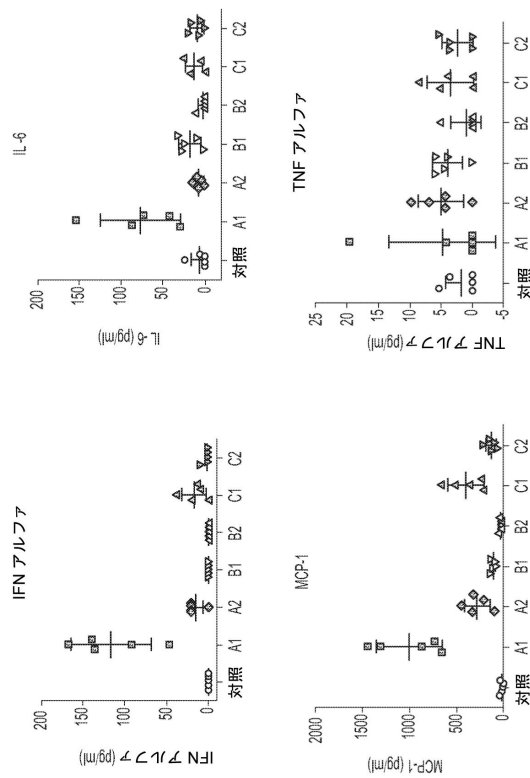 IFN アルファ
IFN アルファ (pg/ml)
200
150
100
50
0
対照
A1
A2
B1
B2
C1
C2
IL-6
IL-6 (pg/ml)
200
150
100
50
0
対照
A1
A2
B1
B2
C1
C2
MCP-1
MCP-1 (pg/ml)
2000
1500
1000
500
0
対照
A1
A2
B1
B2
C1
C2
TNF アルファ
TNF アルファ (pg/ml)
25
20
15
10
5
0
-5
対照
A1
A2
B1
B2
C1
C2